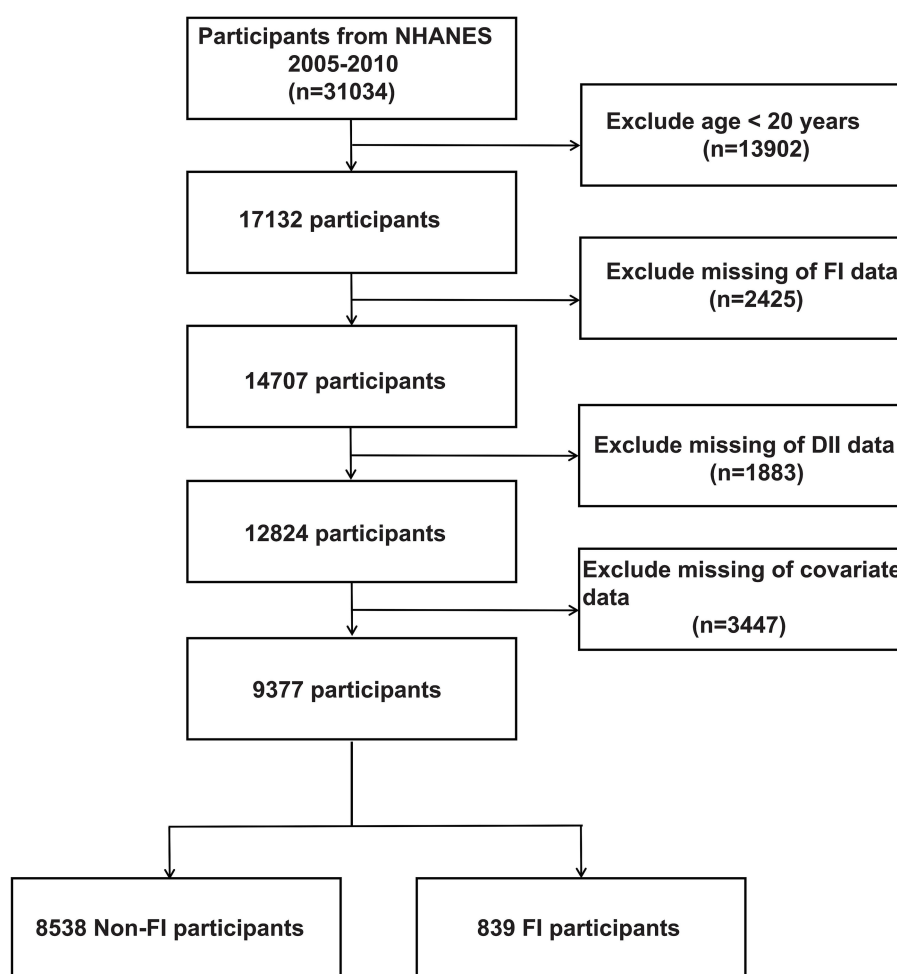 Participants from NHANES
2005-2010
(n=31034)
Exclude age < 20 years
(n=13902)
17132 participants
Exclude missing of FI data
(n=2425)
14707 participants
Exclude missing of DII data
(n=1883)
12824 participants
Exclude missing of covariate
data
(n=3447)
9377 participants
8538 Non-FI participants
839 FI participants